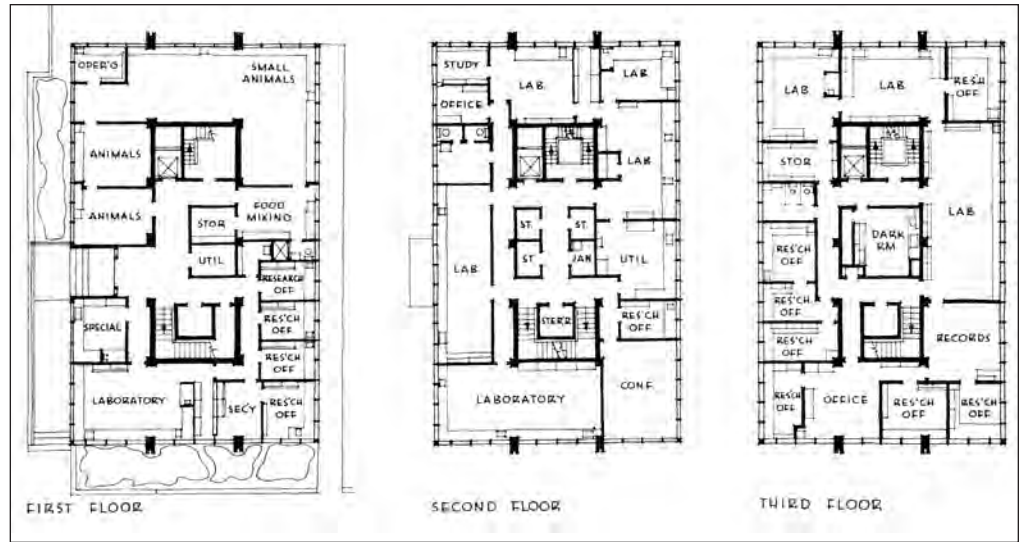 OPER'G
SMALL
ANIMALS
ANIMALS
ANIMALS
STOR
FOOD
MIXING
UTIL
RESEARCH
OFF
SPECIAL
RES'CH
OFF
RES'CH
OFF
LABORATORY
SEC'Y
RES'CH
OFF
FIRST FLOOR
STUDY
OFFICE
LAB.
LAB
LAB
ST.
ST.
ST.
JAN
UTIL
LAB
STER'R
RES'CH
OFF
LABORATORY
CONF.
SECOND FLOOR
LAB
LAB
RES'H
OFF
STOR
LAB
DARK
RM
RES'CH
OFF
RES'CH
OFF
RES'CH
OFF
RECORDS
RES'CH
OFF
OFFICE
RES'CH
OFF
RES'CH
OFF
THIRD FLOOR